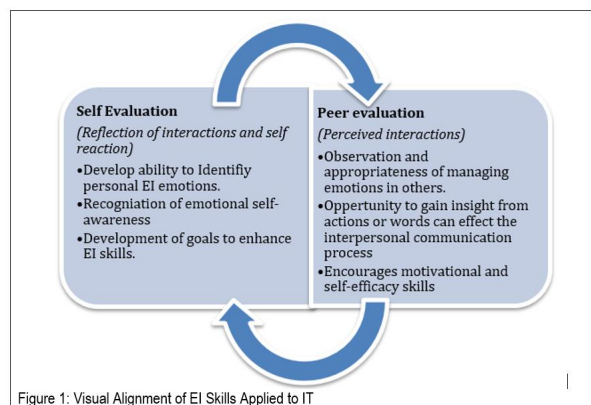 Self Evaluation
(Reflection of interactions and self
reaction)
•Develop ability to Identifiy
personal EI emotions.
•Recogniation of emotional self-
awareness
•Development of goals to enhance
EI skills.
Peer evaluation
(Perceived interactions)
•Observation and
appropriateness of managing
emotions in others.
•Opportunity to gain insight from
actions or words can effect the
interpersonal communication
process
•Encourages motivational and
self-efficacy skills
Figure 1: Visual Alignment of EI Skills Applied to IT